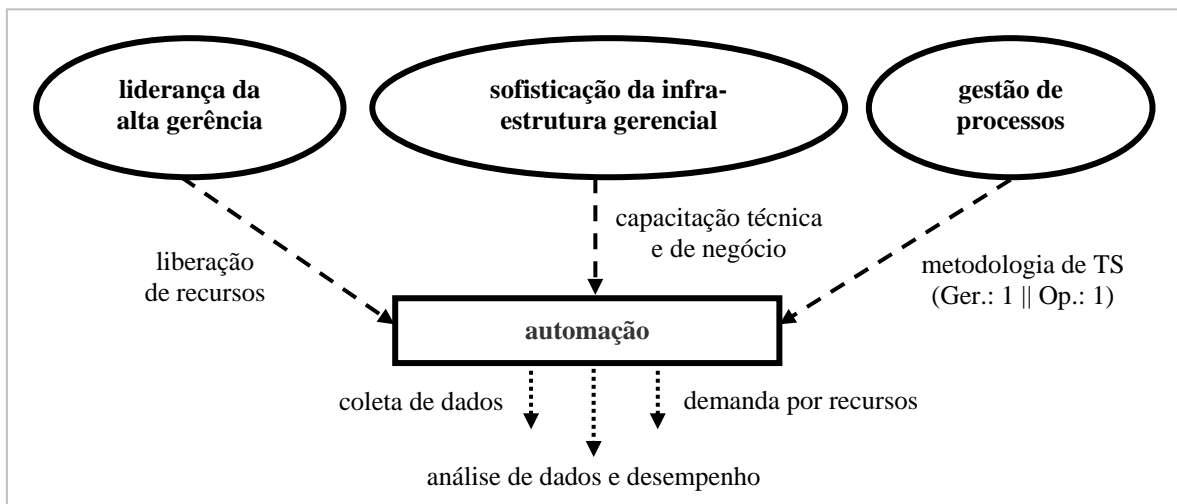 liderança da
alta gerência
sofisticação da infra-
estrutura gerencial
gestão de
processos
liberação
de recursos
capacitação técnica
e de negócio
metodologia de TS
(Ger.: 1 || Op.: 1)
automação
coleta de dados
demanda por recursos
análise de dados e desempenho